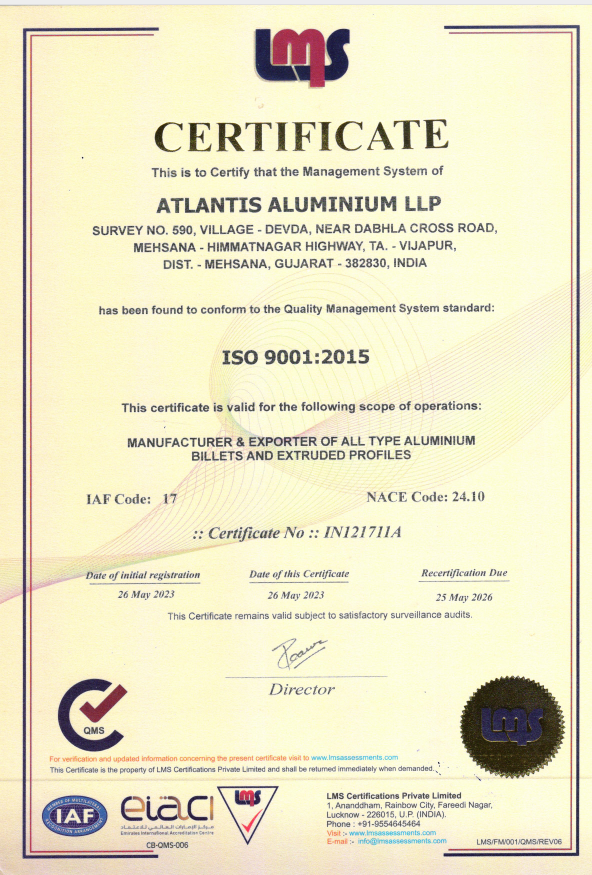 LMS
CERTIFICATE
This is to Certify that the Management System of
ATLANTIS ALUMINIUM LLP
SURVEY NO. 590, VILLAGE - DEVDA, NEAR DABHLA CROSS ROAD,
MEHSANA - HIMMATNAGAR HIGHWAY, TA. - VIJAPUR,
DIST. - MEHSANA, GUJARAT - 382830, INDIA
has been found to conform to the Quality Management System standard:
ISO 9001:2015
This certificate is valid for the following scope of operations:
MANUFACTURER & EXPORTER OF ALL TYPE ALUMINIUM
BILLETS AND EXTRUDED PROFILES
IAF Code: 17 NACE Code: 24.10
:: Certificate No :: IN121711A
Date of initial registration Date of this Certificate Recertification Due
26 May 2023 26 May 2023 25 May 2026
This Certificate remains valid subject to satisfactory surveillance audits.
Director
QMS
LMS
For verification and updated information concerning the present certificate visit to www.lmsassessments.com
This Certificate is the property of LMS Certifications Private Limited and shall be returned immediately when demanded.
MEMBER OF MULTILATERAL
IAF
RECOGNITION ARRANGEMENT
eiaci
مركز الإمارات العالمي للاعتماد
Emirates International Accreditation Centre
CB-QMS-006
LMS
LMS Certifications Private Limited
1, Ananddham, Rainbow City, Fareedi Nagar,
Lucknow - 226015, U.P. (INDIA).
Phone : +91-9554645464
Visit :- www.lmsassessments.com
E-mail :- info@lmsassessments.com
LMS/FM/001/QMS/REV06